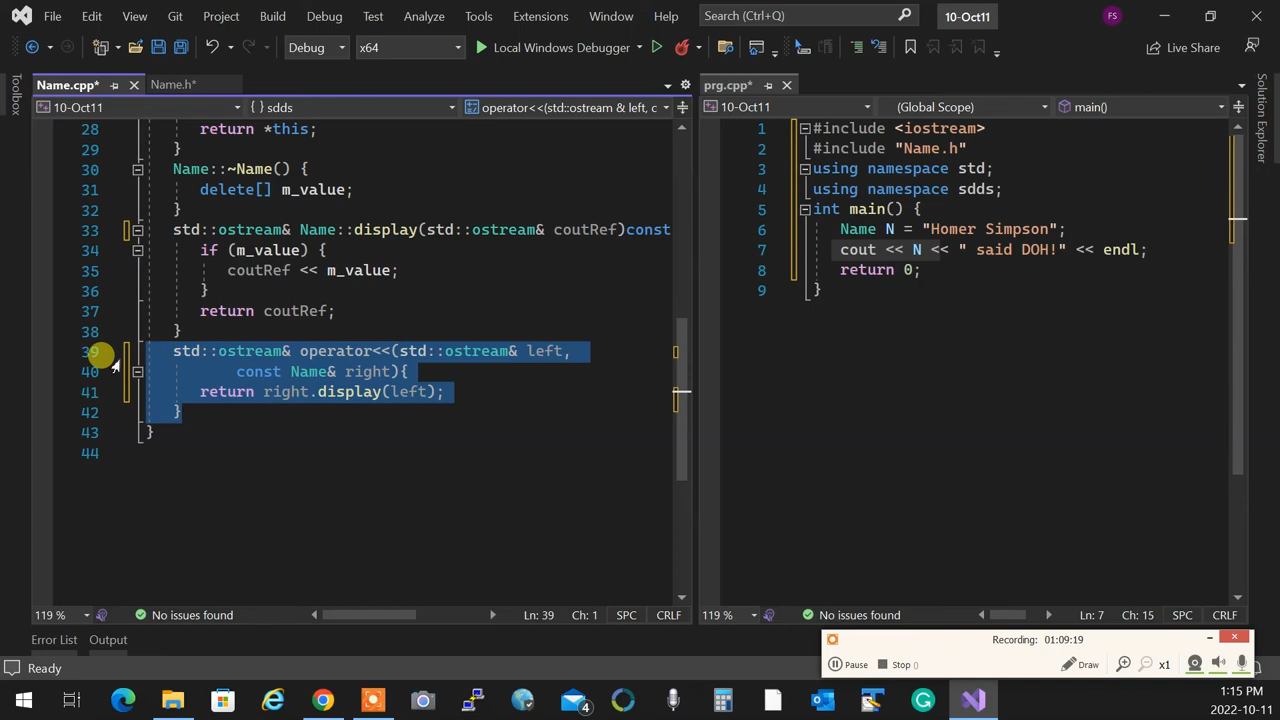 File Edit View Git Project Build Debug Test Analyze Tools Extensions Window Help Search (Ctrl+Q) 10-Oct11 FS
Debug x64 Local Windows Debugger Live Share
Toolbox
Name.cpp* Name.h*
10-Oct11 {} sdds operator<<(std::ostream & left, c
28 return *this;
29 }
30 Name::~Name() {
31 delete[] m_value;
32 }
33 std::ostream& Name::display(std::ostream& coutRef)const
34 if (m_value) {
35 coutRef << m_value;
36 }
37 return coutRef;
38 }
39 std::ostream& operator<<(std::ostream& left,
40 const Name& right){
41 return right.display(left);
42 }
43 }
44
119 % No issues found Ln: 39 Ch: 1 SPC CRLF
prg.cpp*
10-Oct11 (Global Scope) main()
1 #include <iostream>
2 #include "Name.h"
3 using namespace std;
4 using namespace sdds;
5 int main() {
6 Name N = "Homer Simpson";
7 cout << N << " said DOH!" << endl;
8 return 0;
9 }
119 % No issues found Ln: 7 Ch: 15 SPC CRLF
Solution Explorer
Error List Output
Ready
Recording: 01:09:19
Pause Stop () Draw x1
4
1:15 PM
2022-10-11